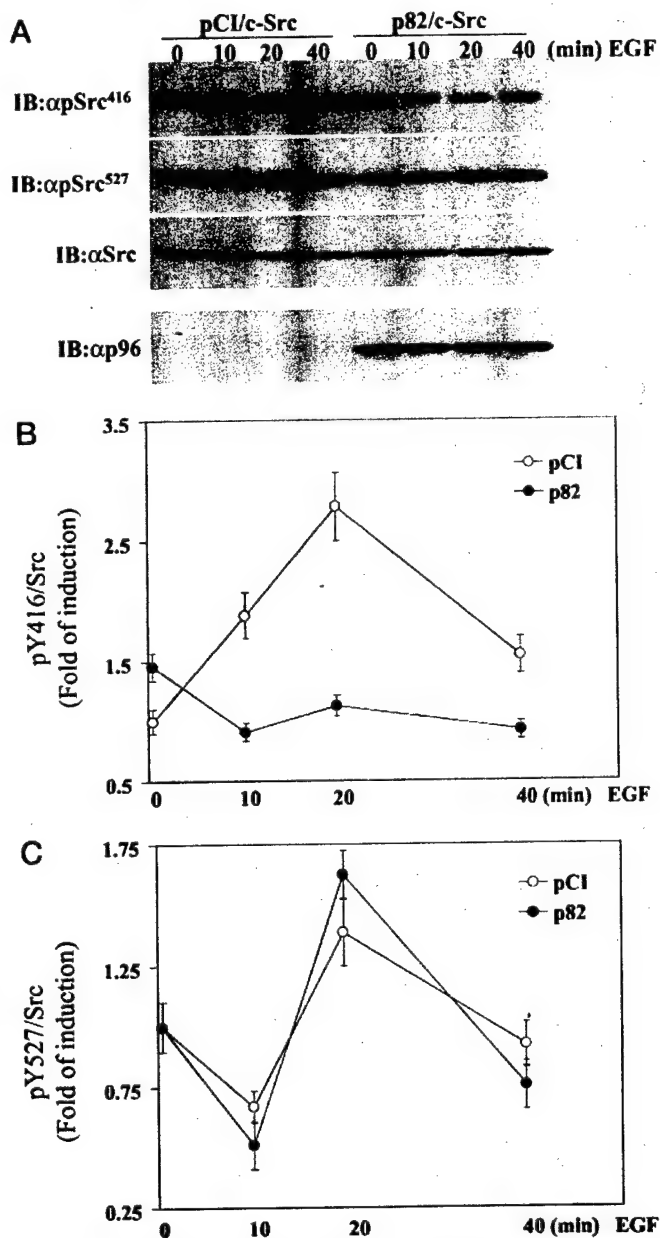 A
pCI/c-Src p82/c-Src
0 10 20 40 0 10 20 40 (min) EGF
IB:αpSrc⁴¹⁶
IB:αpSrc⁵²⁷
IB:αSrc
IB:αp96
B
3.5
2.5
1.5
0.5
pY416/Src
(Fold of induction)
pCI
p82
0 10 20 40 (min) EGF
C
1.75
1.25
0.75
0.25
pY527/Src
(Fold of induction)
pCI
p82
0 10 20 40 (min) EGF